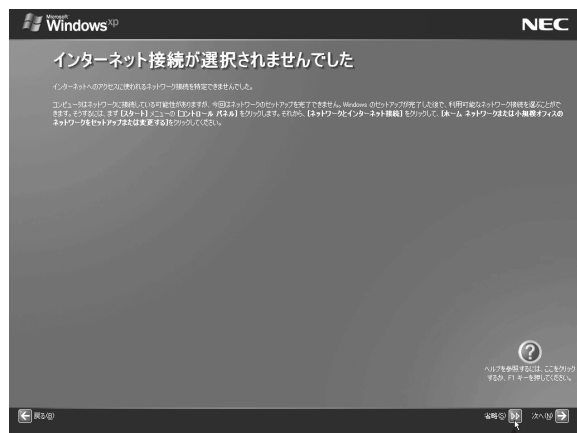 Microsoft
Windows xp
NEC
インターネット接続が選択されませんでした
インターネットへのアクセスに使われるネットワーク接続を特定できませんでした。
コンピュータはネットワークに接続している可能性がありますが、今回はネットワークのセットアップを完了できません。Windows のセットアップが完了した後で、利用可能なネットワーク接続を選ぶことがで
きます。そうするには、まず [スタート] メニューの [コントロール パネル] をクリックします。それから、[ネットワークとインターネット接続] をクリックして、[ホーム ネットワークまたは小規模オフィスの
ネットワークをセットアップまたは変更する]をクリックしてください。
ヘルプを参照するには、ここをクリック
するか、F1 キーを押してください。
戻る(B)
省略(S)
次へ(N)